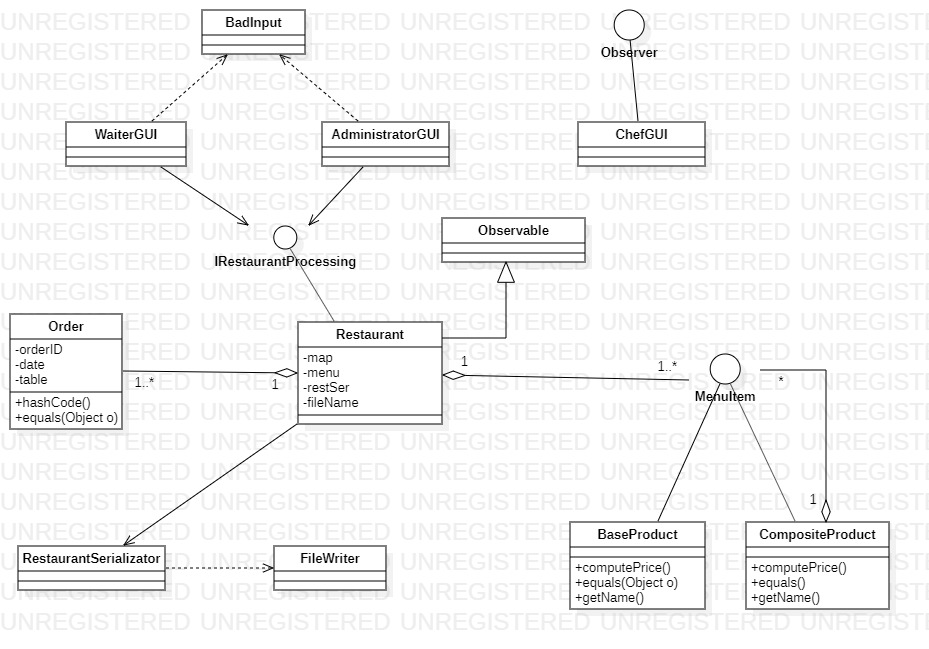 BadInput
Observer
WaiterGUI
AdministratorGUI
ChefGUI
Observable
IRestaurantProcessing
Order
-orderID
-date
-table
+hashCode()
+equals(Object o)
1..*
1
Restaurant
-map
-menu
-restSer
-fileName
1
1..*
MenuItem
*
1
RestaurantSerializator
FileWriter
BaseProduct
+computePrice()
+equals(Object o)
+getName()
CompositeProduct
+computePrice()
+equals()
+getName()
UNREGISTERED